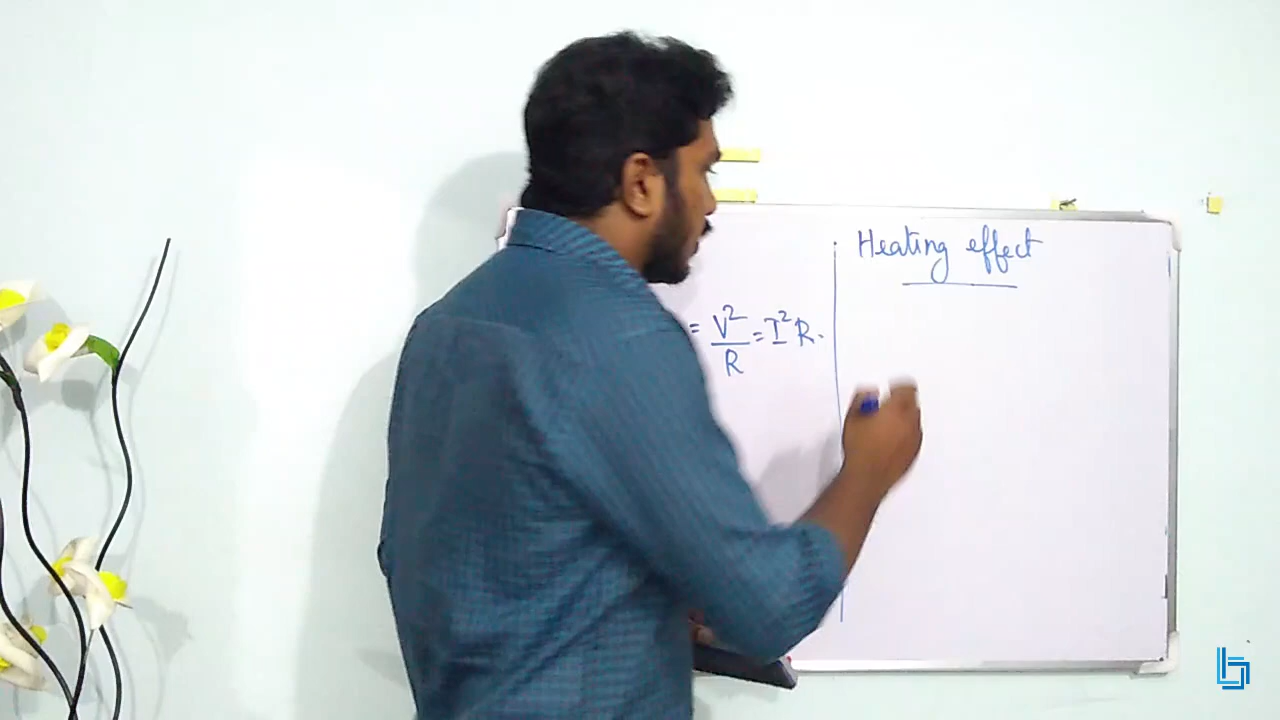 Heating effect
= V²/R = I²R.